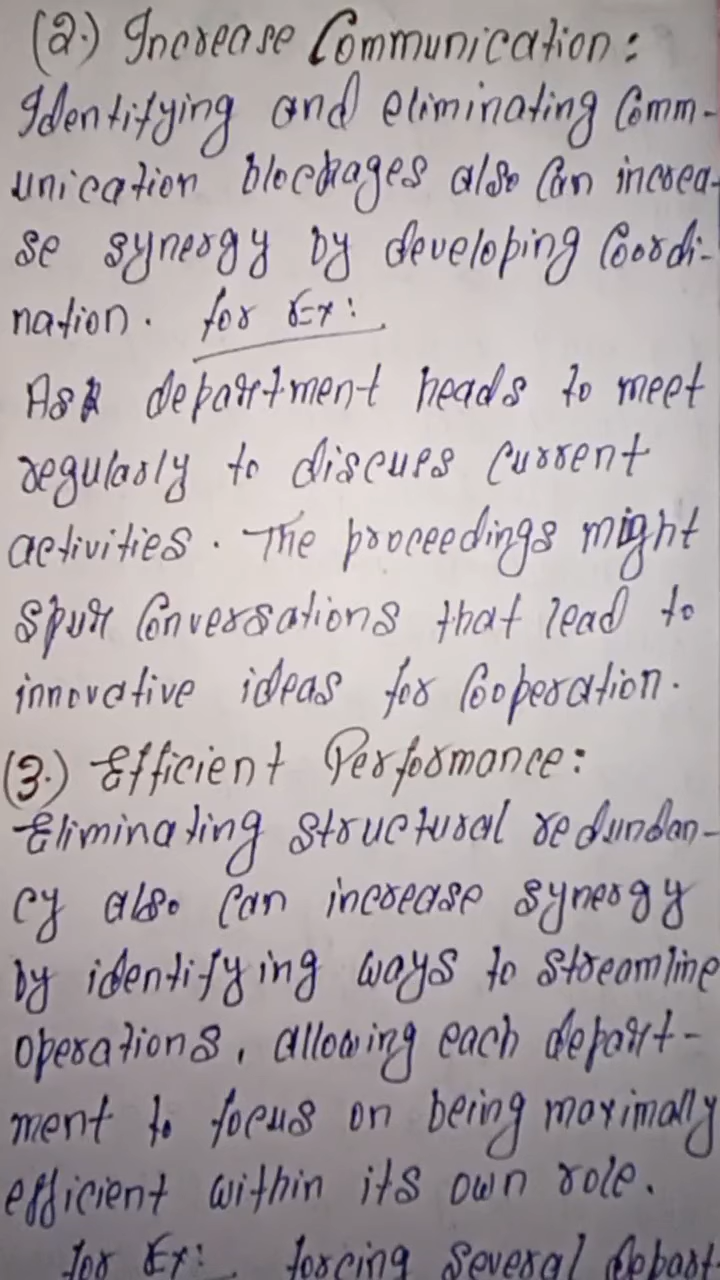 (2.) Increase Communication:
Identifying and eliminating Comm-
unication blockages also Can increa-
se synergy by developing Coordi-
nation. for Ex:
Ask department heads to meet
regularly to discuss current
activities. The proceedings might
spur Conversations that lead to
innovative ideas for Cooperation.
(3.) Efficient Performance:
Eliminating structural redundan-
cy also Can increase synergy
by identifying ways to streamline
operations, allowing each depart-
ment to focus on being maximally
efficient within its own role.
for Ex: forcing several depart